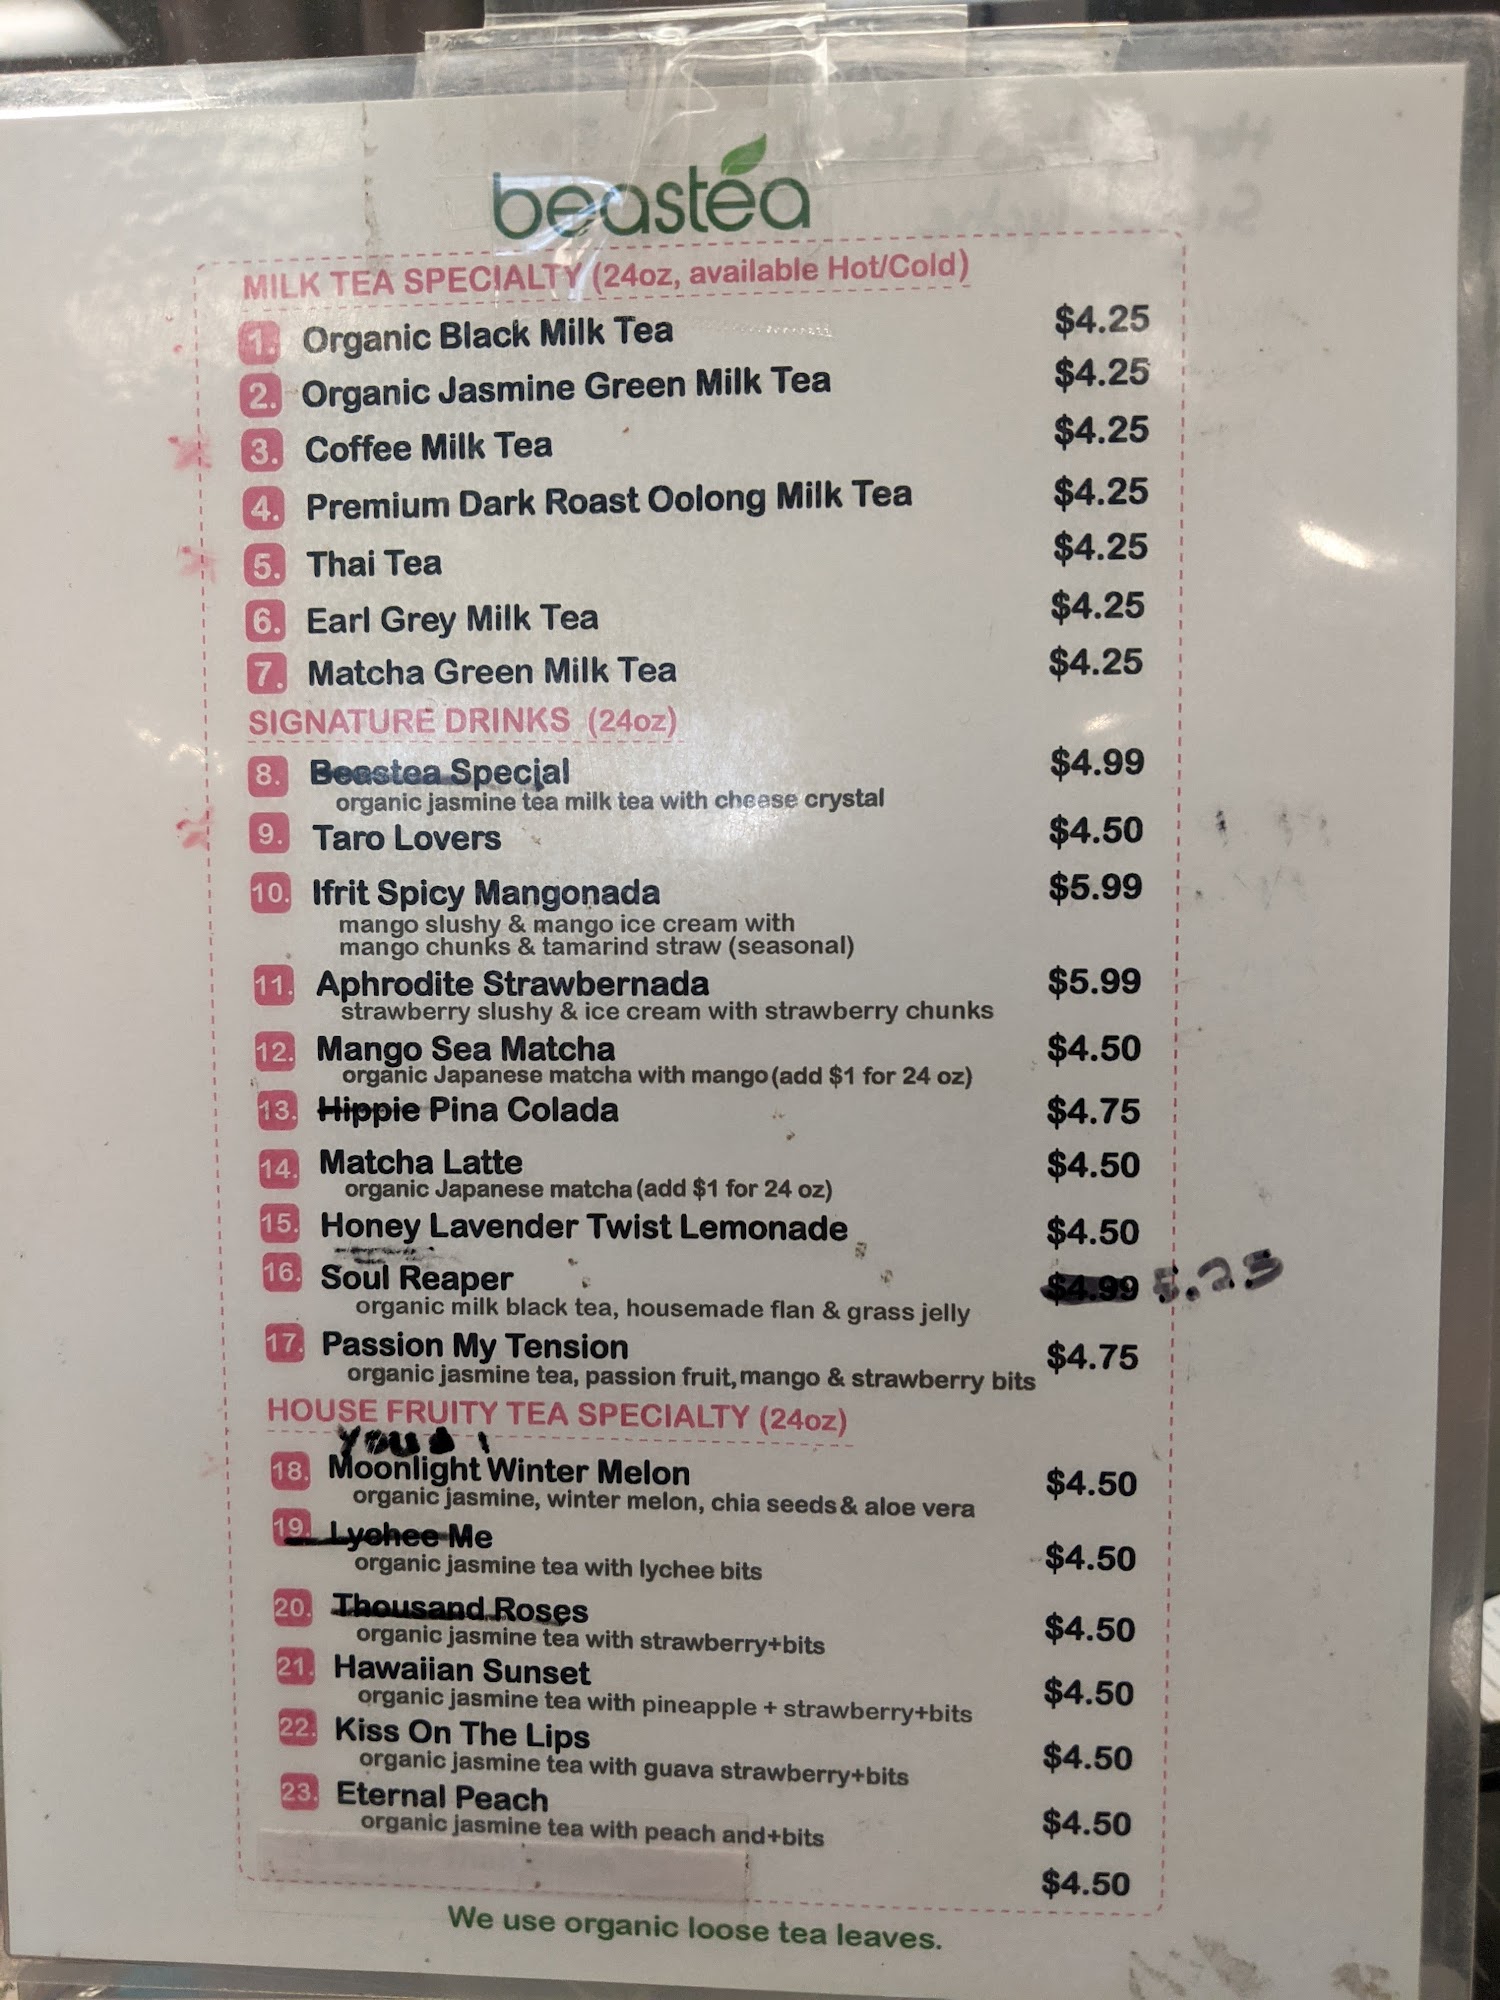 beastea
MILK TEA SPECIALTY (24oz, available Hot/Cold)
1. Organic Black Milk Tea $4.25
2. Organic Jasmine Green Milk Tea $4.25
3. Coffee Milk Tea $4.25
4. Premium Dark Roast Oolong Milk Tea $4.25
5. Thai Tea $4.25
6. Earl Grey Milk Tea $4.25
7. Matcha Green Milk Tea $4.25
SIGNATURE DRINKS (24oz)
8. Beastea Special $4.99
organic jasmine tea milk tea with cheese crystal
9. Taro Lovers $4.50
10. Ifrit Spicy Mangonada $5.99
mango slushy & mango ice cream with
mango chunks & tamarind straw (seasonal)
11. Aphrodite Strawbernada $5.99
strawberry slushy & ice cream with strawberry chunks
12. Mango Sea Matcha $4.50
organic Japanese matcha with mango (add $1 for 24 oz)
13. Hippie Pina Colada $4.75
14. Matcha Latte $4.50
organic Japanese matcha (add $1 for 24 oz)
15. Honey Lavender Twist Lemonade $4.50
16. Soul Reaper $4.99 5.25
organic milk black tea, housemade flan & grass jelly
17. Passion My Tension $4.75
organic jasmine tea, passion fruit, mango & strawberry bits
HOUSE FRUITY TEA SPECIALTY (24oz)
18. Moonlight Winter Melon $4.50
organic jasmine, winter melon, chia seeds & aloe vera
19. Lychee Me $4.50
organic jasmine tea with lychee bits
20. Thousand Roses $4.50
organic jasmine tea with strawberry+bits
21. Hawaiian Sunset $4.50
organic jasmine tea with pineapple + strawberry+bits
22. Kiss On The Lips $4.50
organic jasmine tea with guava strawberry+bits
23. Eternal Peach $4.50
organic jasmine tea with peach and+bits
$4.50
We use organic loose tea leaves.